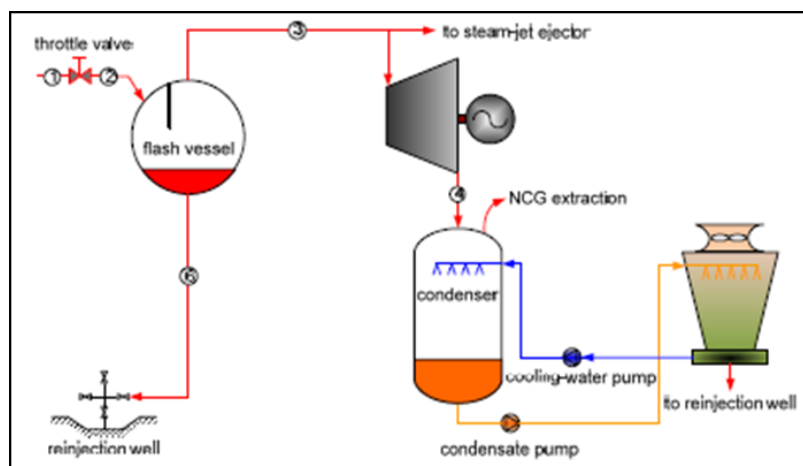 throttle valve
1
2
3
to steam-jet ejector
flash vessel
4
NCG extraction
6
condenser
cooling-water pump
to reinjection well
reinjection well
condensate pump